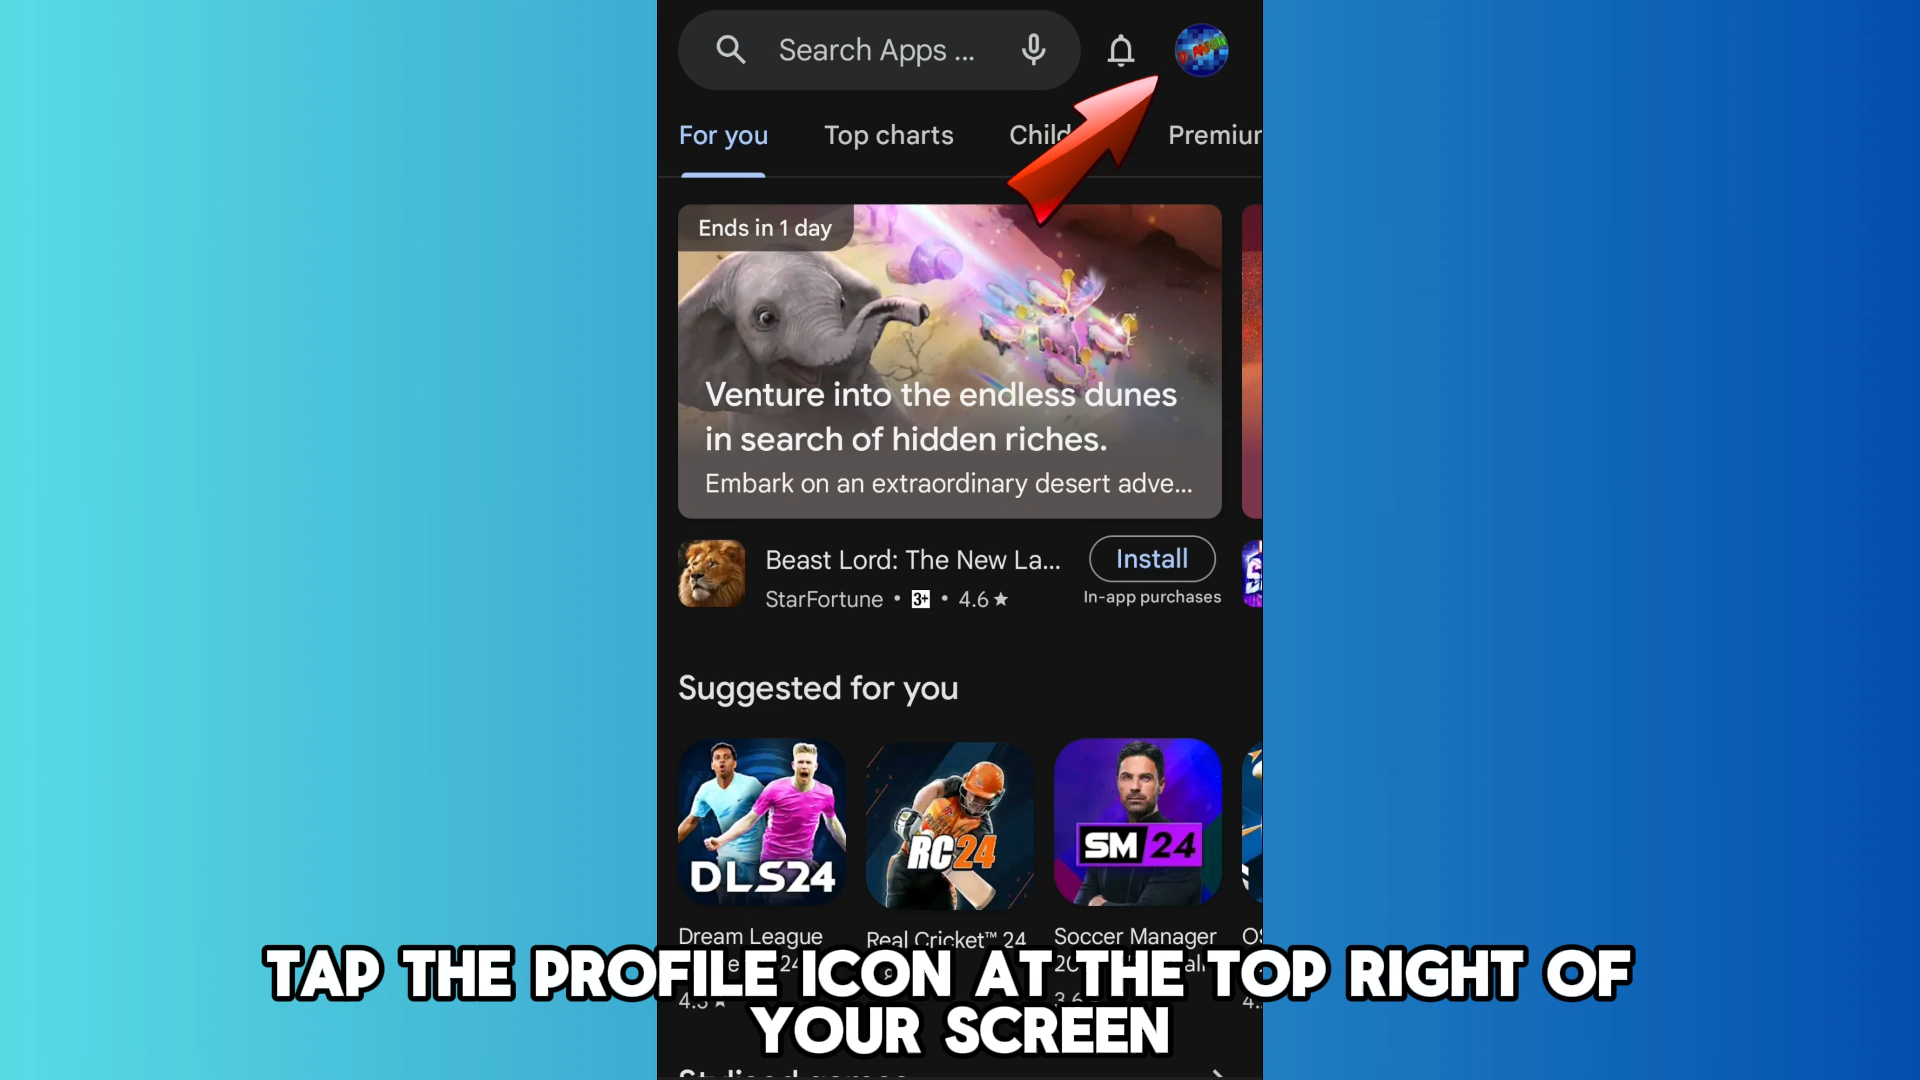 Search Apps ...
For you Top charts Child Premiur
Ends in 1 day
Venture into the endless dunes
in search of hidden riches.
Embark on an extraordinary desert adve...
Beast Lord: The New La... Install
StarFortune • 3+ • 4.6 ★ In-app purchases
Suggested for you
DLS24 RC24 SM 24
Dream League Real Cricket™ 24 Soccer Manager
TAP THE PROFILE ICON AT THE TOP RIGHT OF
YOUR SCREEN